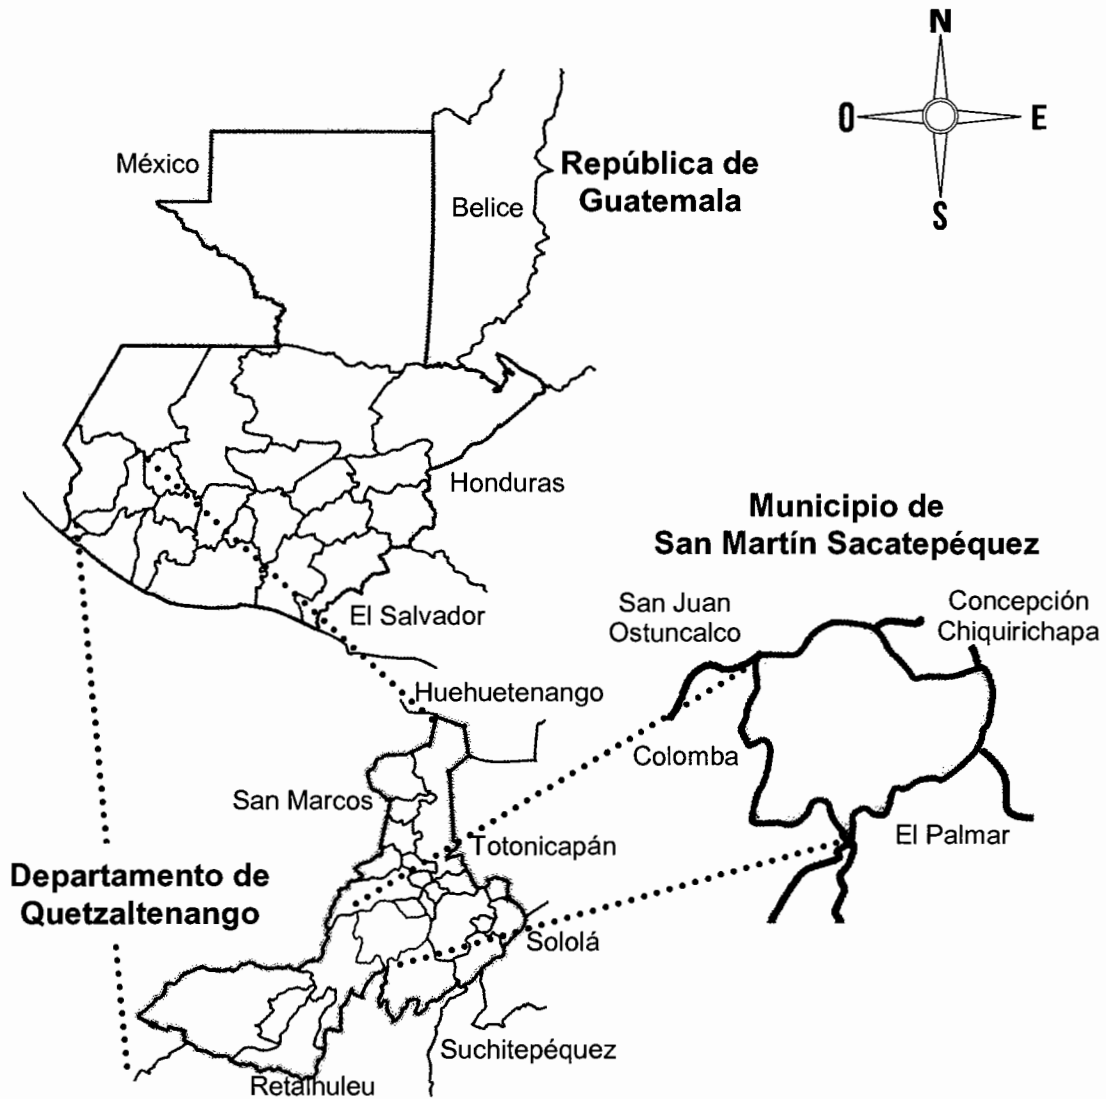 N
O
E
S
México
República de
Guatemala
Belice
Honduras
El Salvador
Municipio de
San Martín Sacatepéquez
San Juan
Ostuncalco
Concepción
Chiquirichapa
Colomba
El Palmar
Huehuetenango
San Marcos
Totonicapán
Departamento de
Quetzaltenango
Sololá
Suchitepéquez
Retalhuleu